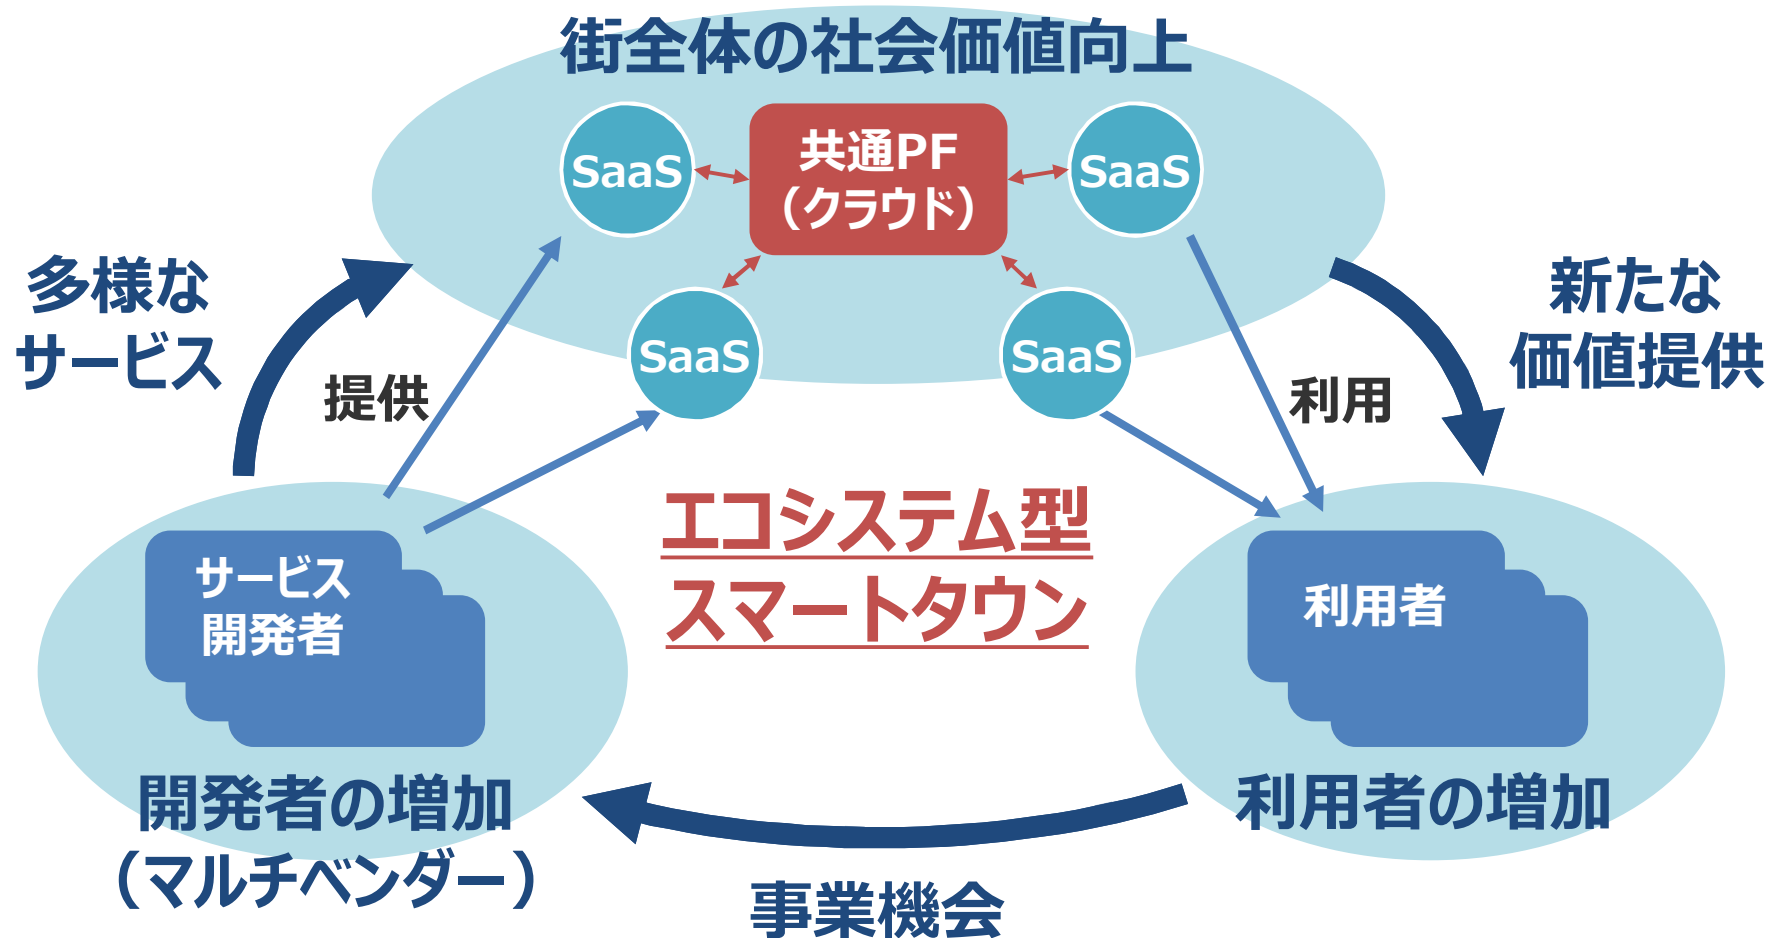 街全体の社会価値向上
SaaS
共通PF
（クラウド）
SaaS
SaaS
SaaS
多様な
サービス
提供
利用
新たな
価値提供
エコシステム型
スマートタウン
サービス
開発者
利用者
開発者の増加
（マルチベンダー）
利用者の増加
事業機会